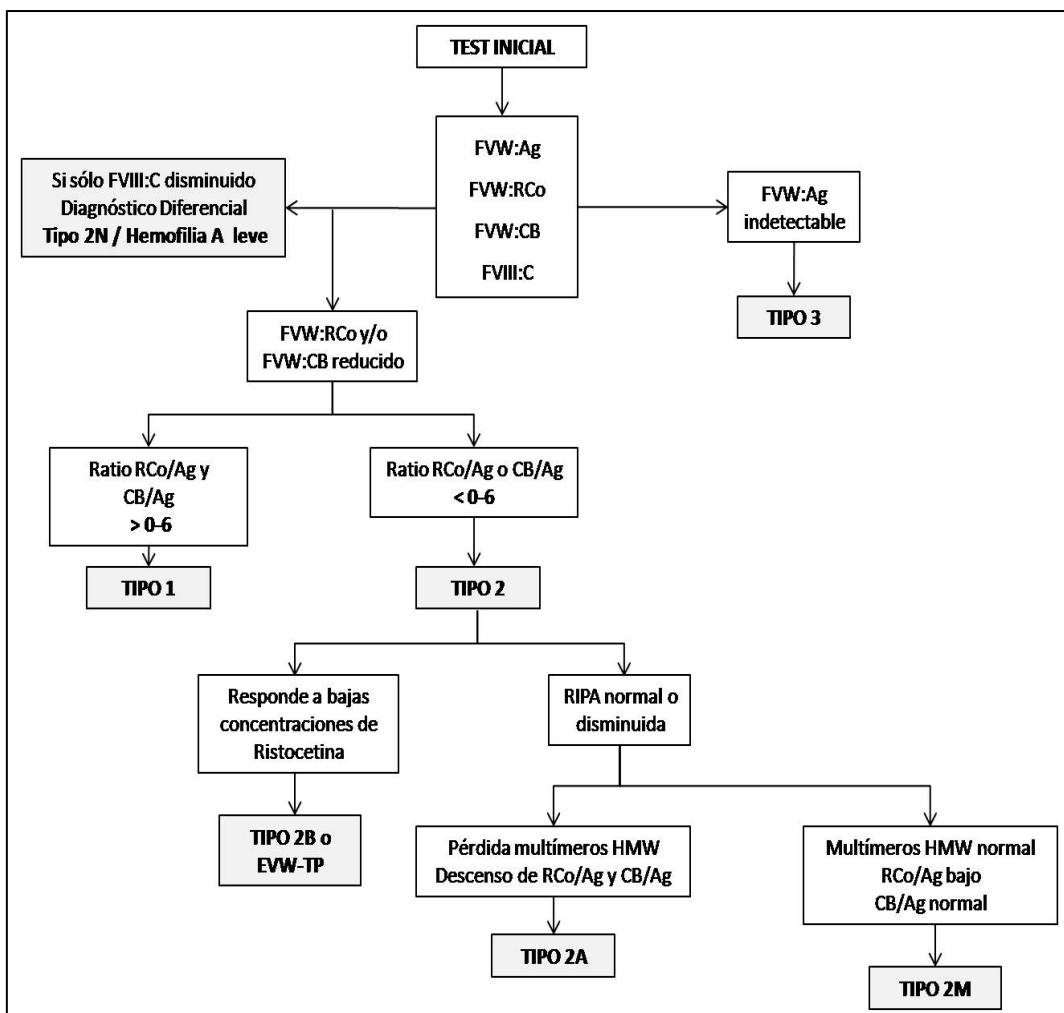 TEST INICIAL
FVW:Ag
FVW:RCo
FVW:CB
FVIII:C
Si sólo FVIII:C disminuido
Diagnóstico Diferencial
Tipo 2N / Hemofilia A leve
FVW:Ag
indetectable
TIPO 3
FVW:RCo y/o
FVW:CB reducido
Ratio RCo/Ag y
CB/Ag
> 0-6
Ratio RCo/Ag o CB/Ag
< 0-6
TIPO 1
TIPO 2
Responde a bajas
concentraciones de
Ristocetina
RIPA normal o
disminuida
TIPO 2B o
EVW-TP
Pérdida multímeros HMW
Descenso de RCo/Ag y CB/Ag
Multímeros HMW normal
RCo/Ag bajo
CB/Ag normal
TIPO 2A
TIPO 2M